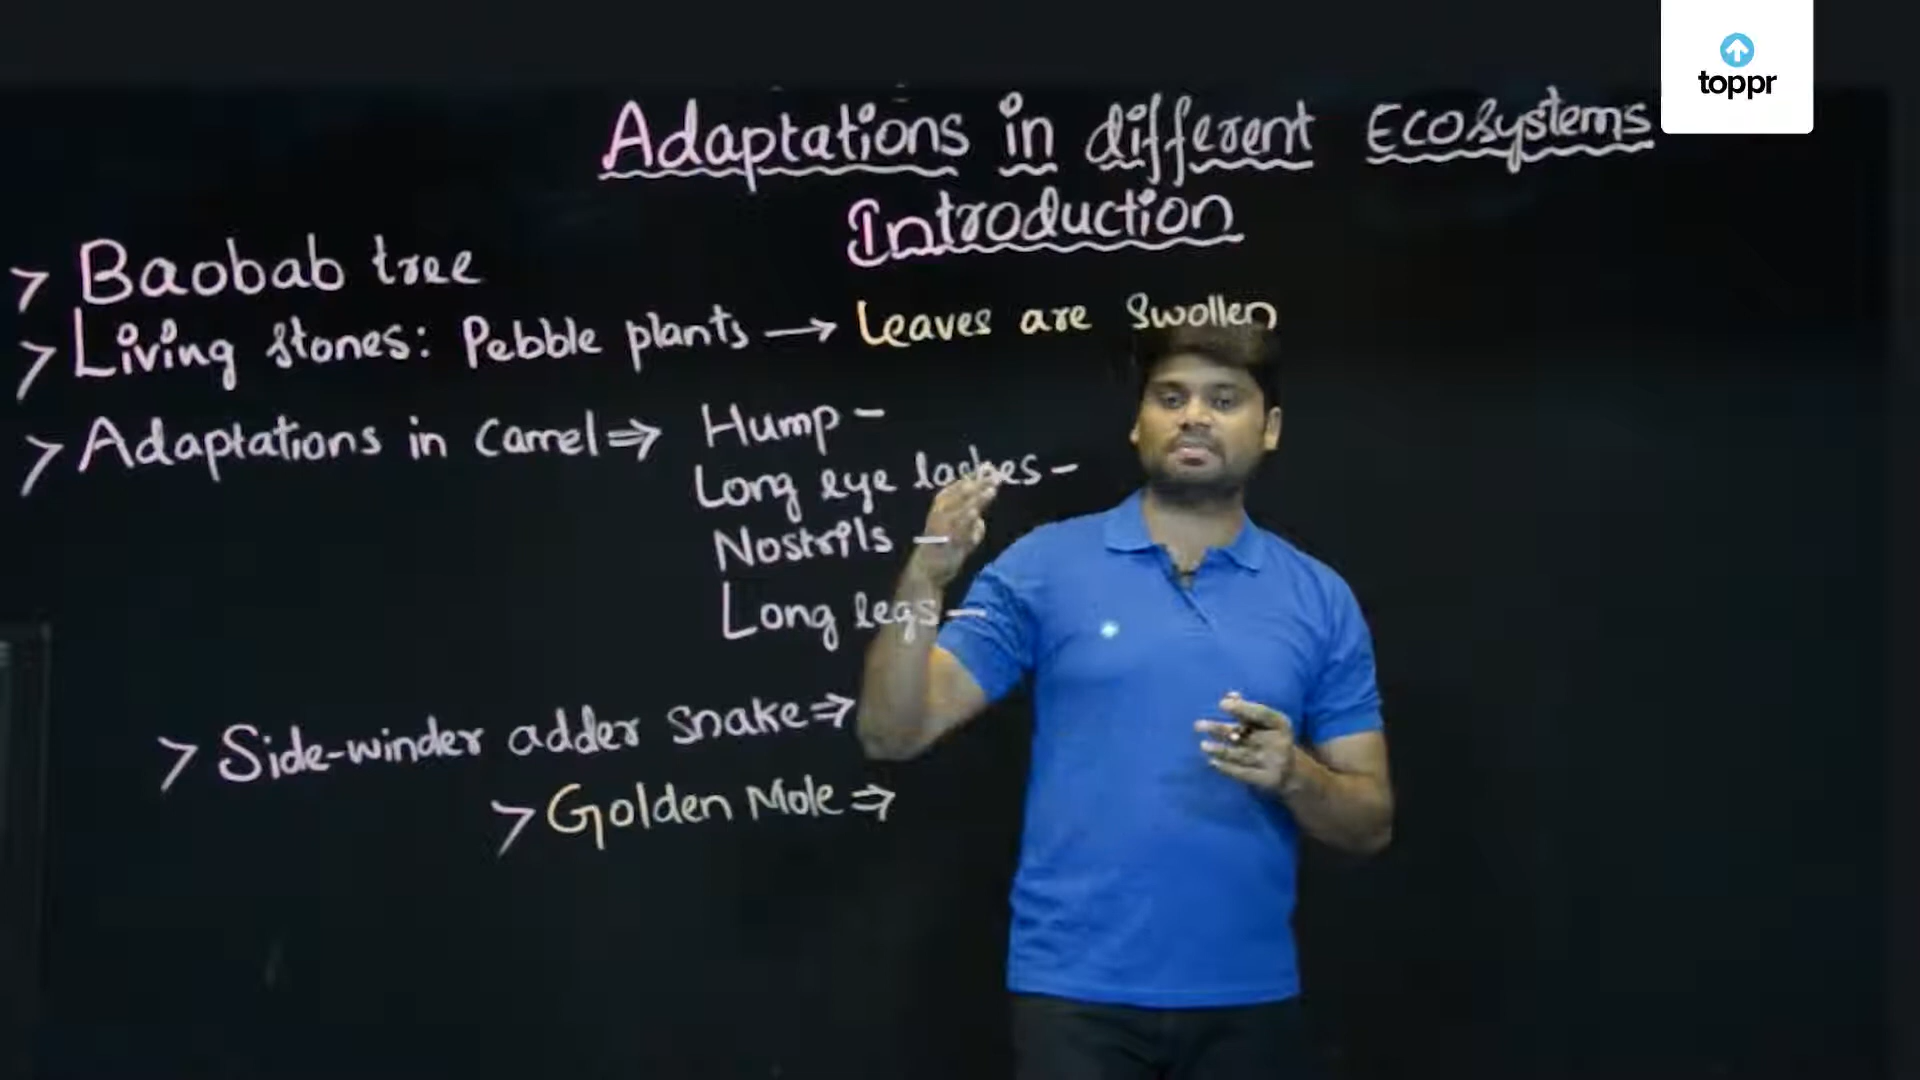 toppr
Adaptations in different Ecosystems
Introduction
> Baobab tree
> Living stones: Pebble plants → Leaves are swollen
> Adaptations in Camel ⇒ Hump -
Long eye lashes -
Nostrils -
Long legs -
> Side-winder adder snake ⇒
> Golden Mole ⇒